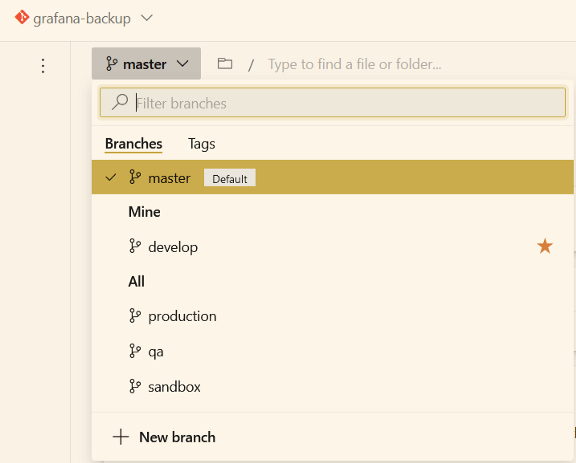 grafana-backup
master
/ Type to find a file or folder...
Filter branches
Branches Tags
master Default
Mine
develop
All
production
qa
sandbox
New branch